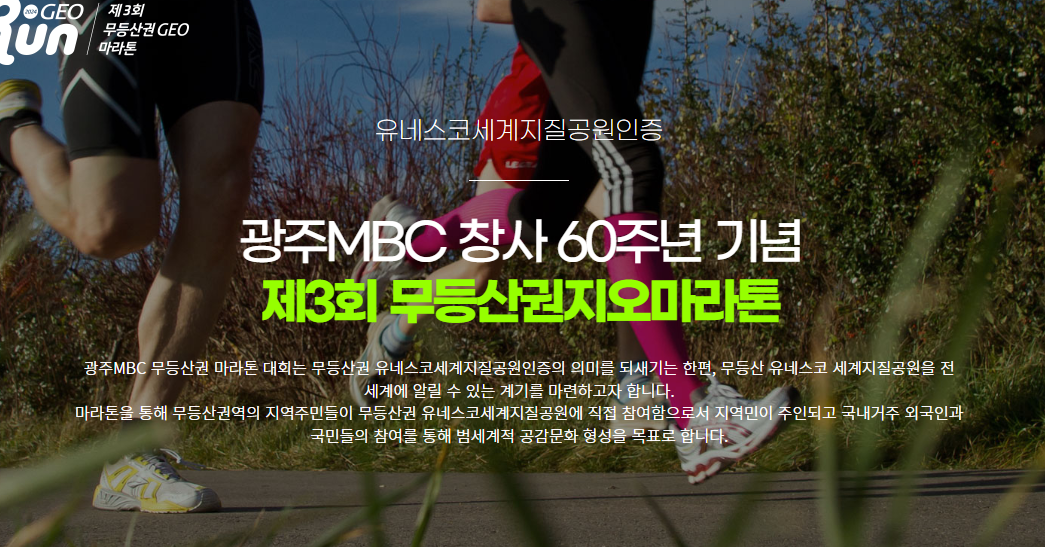 2024 GEO
Run
제 3회
무등산권 GEO
마라톤
유네스코세계지질공원인증
광주MBC 창사 60주년 기념
제3회 무등산권지오마라톤
광주MBC 무등산권 마라톤 대회는 무등산권 유네스코세계지질공원인증의 의미를 되새기는 한편, 무등산 유네스코 세계지질공원을 전
세계에 알릴 수 있는 계기를 마련하고자 합니다.
마라톤을 통해 무등산권역의 지역주민들이 무등산권 유네스코세계지질공원에 직접 참여함으로서 지역민이 주인되고 국내거주 외국인과
국민들의 참여를 통해 범세계적 공감문화 형성을 목표로 합니다.